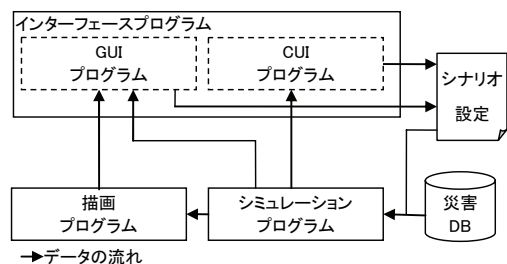 インターフェースプログラム
GUI
プログラム
CUI
プログラム
シナリオ
設定
描画
プログラム
シミュレーション
プログラム
災害
DB
→データの流れ